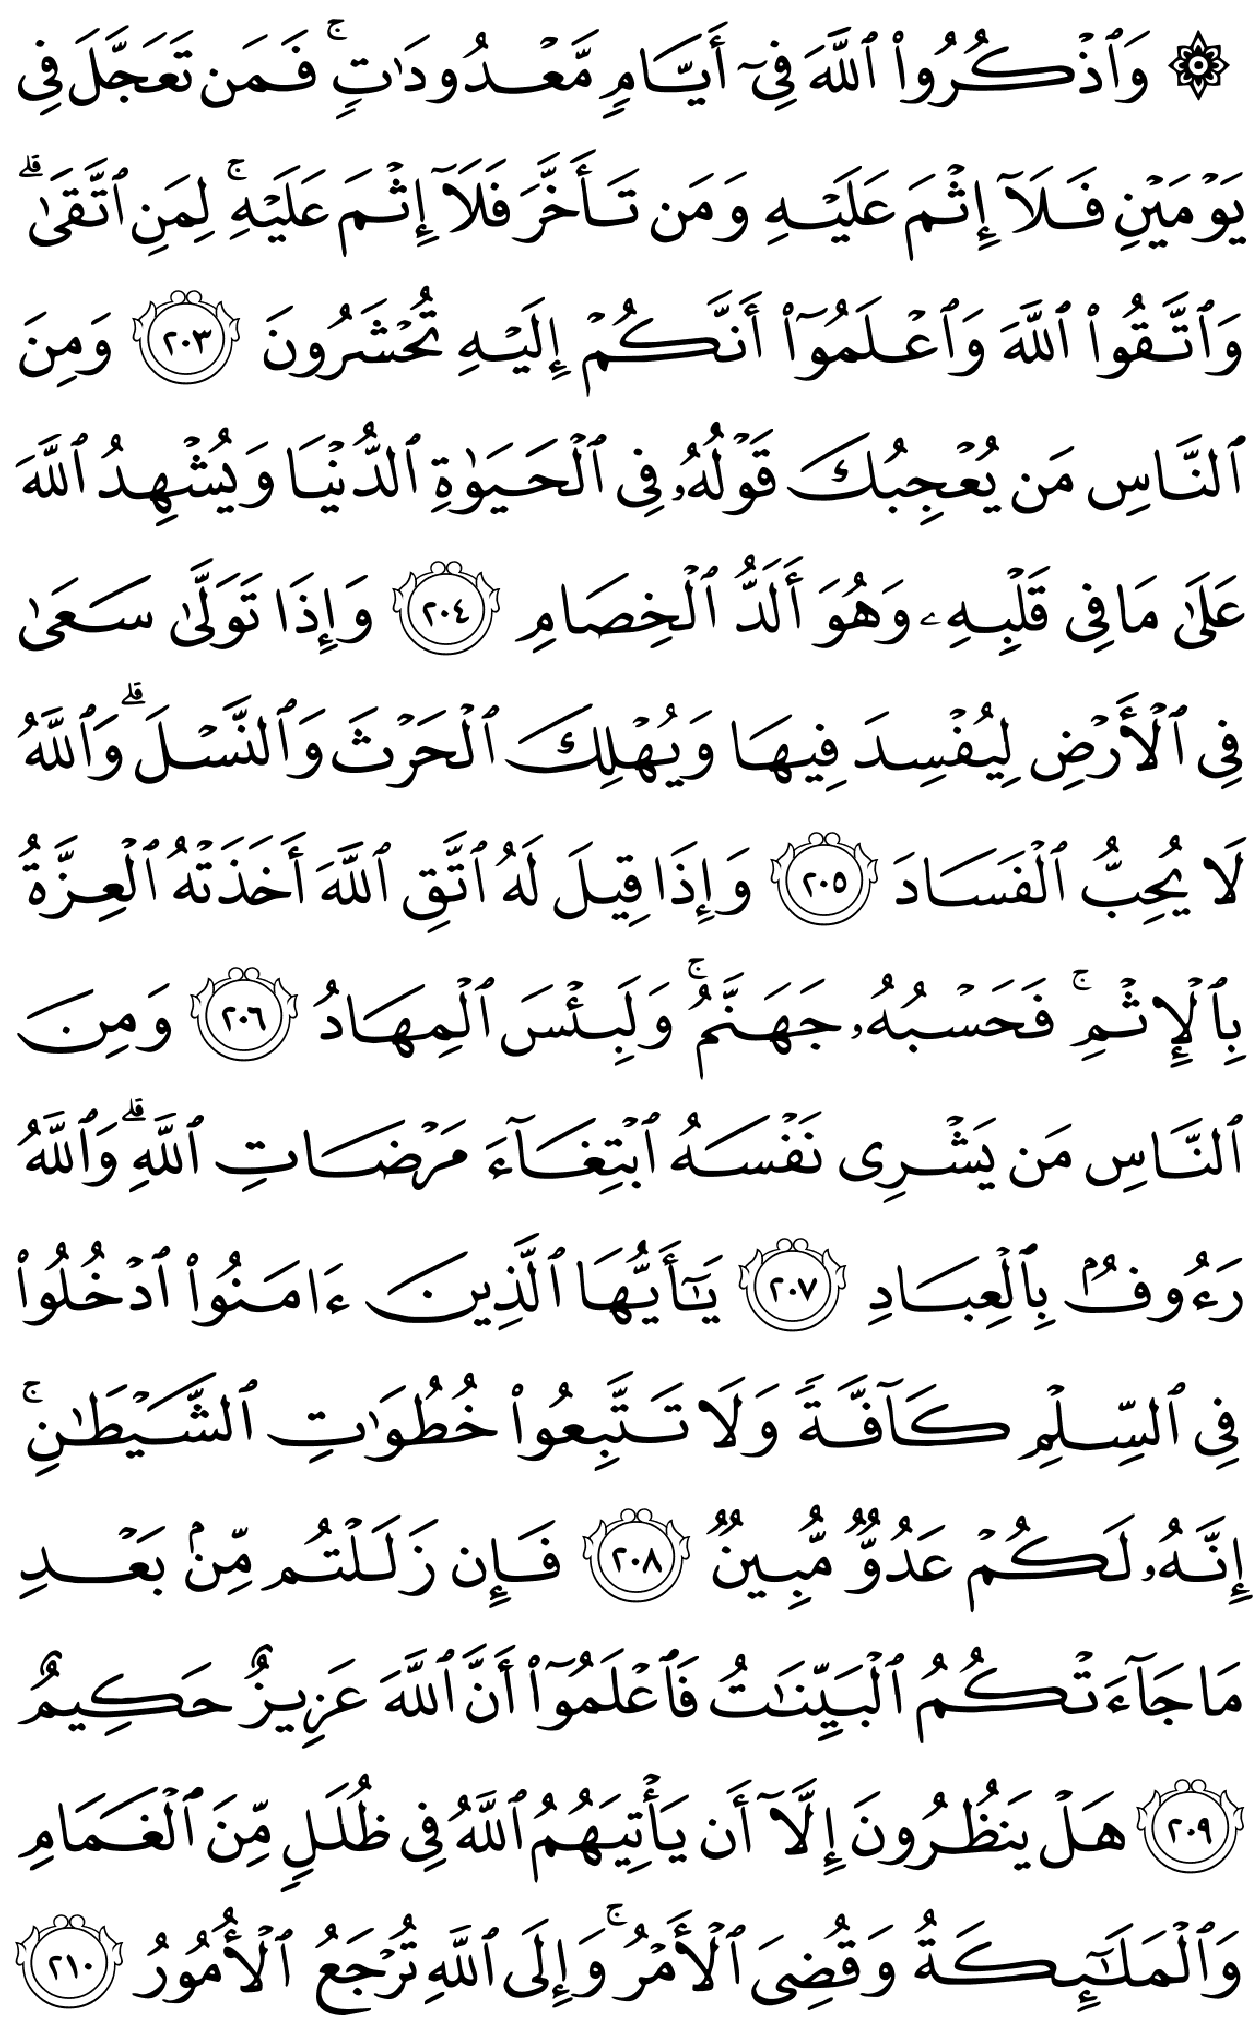 ۞ وَٱذْكُرُوا۟ ٱللَّهَ فِىٓ أَيَّامٍ مَّعْدُودَٰتٍ ۚ فَمَن تَعَجَّلَ فِى
يَوْمَيْنِ فَلَآ إِثْمَ عَلَيْهِ وَمَن تَأَخَّرَ فَلَآ إِثْمَ عَلَيْهِ ۚ لِمَنِ ٱتَّقَىٰ ۗ
وَٱتَّقُوا۟ ٱللَّهَ وَٱعْلَمُوٓا۟ أَنَّكُمْ إِلَيْهِ تُحْشَرُونَ ٢٠٣ وَمِنَ
ٱلنَّاسِ مَن يُعْجِبُكَ قَوْلُهُۥ فِى ٱلْحَيَوٰةِ ٱلدُّنْيَا وَيُشْهِدُ ٱللَّهَ
عَلَىٰ مَا فِى قَلْبِهِۦ وَهُوَ أَلَدُّ ٱلْخِصَامِ ٢٠٤ وَإِذَا تَوَلَّىٰ سَعَىٰ
فِى ٱلْأَرْضِ لِيُفْسِدَ فِيهَا وَيُهْلِكَ ٱلْحَرْثَ وَٱلنَّسْلَ ۗ وَٱللَّهُ
لَا يُحِبُّ ٱلْفَسَادَ ٢٠٥ وَإِذَا قِيلَ لَهُ ٱتَّقِ ٱللَّهَ أَخَذَتْهُ ٱلْعِزَّةُ
بِٱلْإِثْمِ ۚ فَحَسْبُهُۥ جَهَنَّمُ ۚ وَلَبِئْسَ ٱلْمِهَادُ ٢٠٦ وَمِنَ
ٱلنَّاسِ مَن يَشْرِى نَفْسَهُ ٱبْتِغَآءَ مَرْضَاتِ ٱللَّهِ ۗ وَٱللَّهُ
رَءُوفٌۢ بِٱلْعِبَادِ ٢٠٧ يَٰٓأَيُّهَا ٱلَّذِينَ ءَامَنُوا۟ ٱدْخُلُوا۟
فِى ٱلسِّلْمِ كَآفَّةً وَلَا تَتَّبِعُوا۟ خُطُوَٰتِ ٱلشَّيْطَٰنِ ۚ
إِنَّهُۥ لَكُمْ عَدُوٌّ مُّبِينٌ ٢٠٨ فَإِن زَلَلْتُم مِّنۢ بَعْدِ
مَا جَآءَتْكُمُ ٱلْبَيِّنَٰتُ فَٱعْلَمُوٓا۟ أَنَّ ٱللَّهَ عَزِيزٌ حَكِيمٌ
٢٠٩ هَلْ يَنظُرُونَ إِلَّآ أَن يَأْتِيَهُمُ ٱللَّهُ فِى ظُلَلٍ مِّنَ ٱلْغَمَامِ
وَٱلْمَلَٰٓئِكَةُ وَقُضِىَ ٱلْأَمْرُ ۚ وَإِلَى ٱللَّهِ تُرْجَعُ ٱلْأُمُورُ ٢١٠